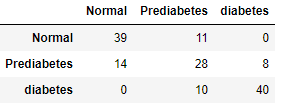 Normal Prediabetes diabetes
Normal 39 11 0
Prediabetes 14 28 8
diabetes 0 10 40